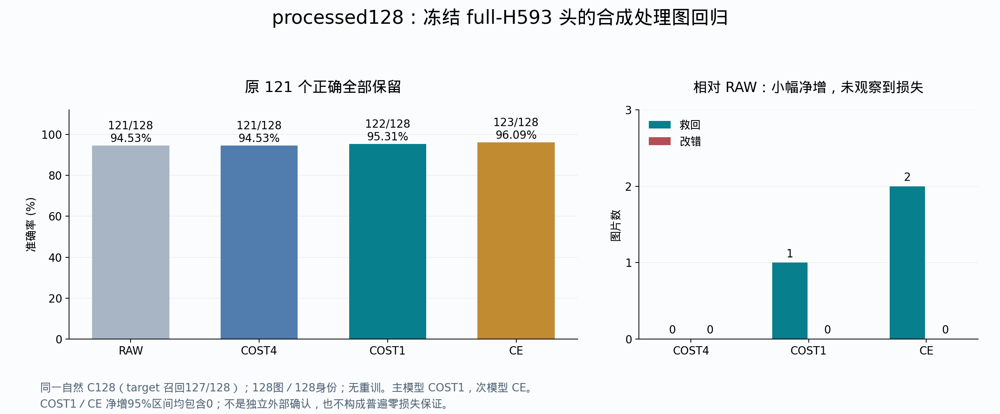 processed128：冻结 full-H593 头的合成处理图回归
原 121 个正确全部保留
121/128
94.53%
121/128
94.53%
122/128
95.31%
123/128
96.09%
准确率 (%)
100
80
60
40
20
0
RAW
COST4
COST1
CE
相对 RAW：小幅净增，未观察到损失
救回
改错
图片数
3
2
1
0
0
0
1
0
2
0
COST4
COST1
CE
同一自然 C128（target 召回127/128）；128图 / 128身份；无重训。主模型 COST1，次模型 CE。
COST1 / CE 净增95%区间均包含0；不是独立外部确认，也不构成普遍零损失保证。